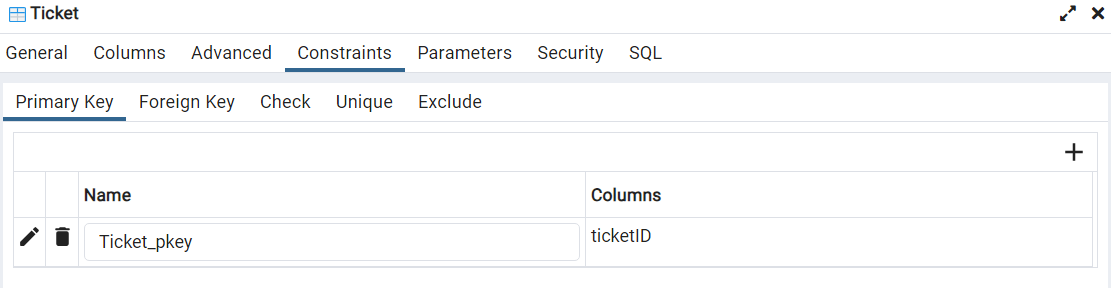 Ticket
General Columns Advanced Constraints Parameters Security SQL
Primary Key Foreign Key Check Unique Exclude
Name Columns
Ticket_pkey ticketID